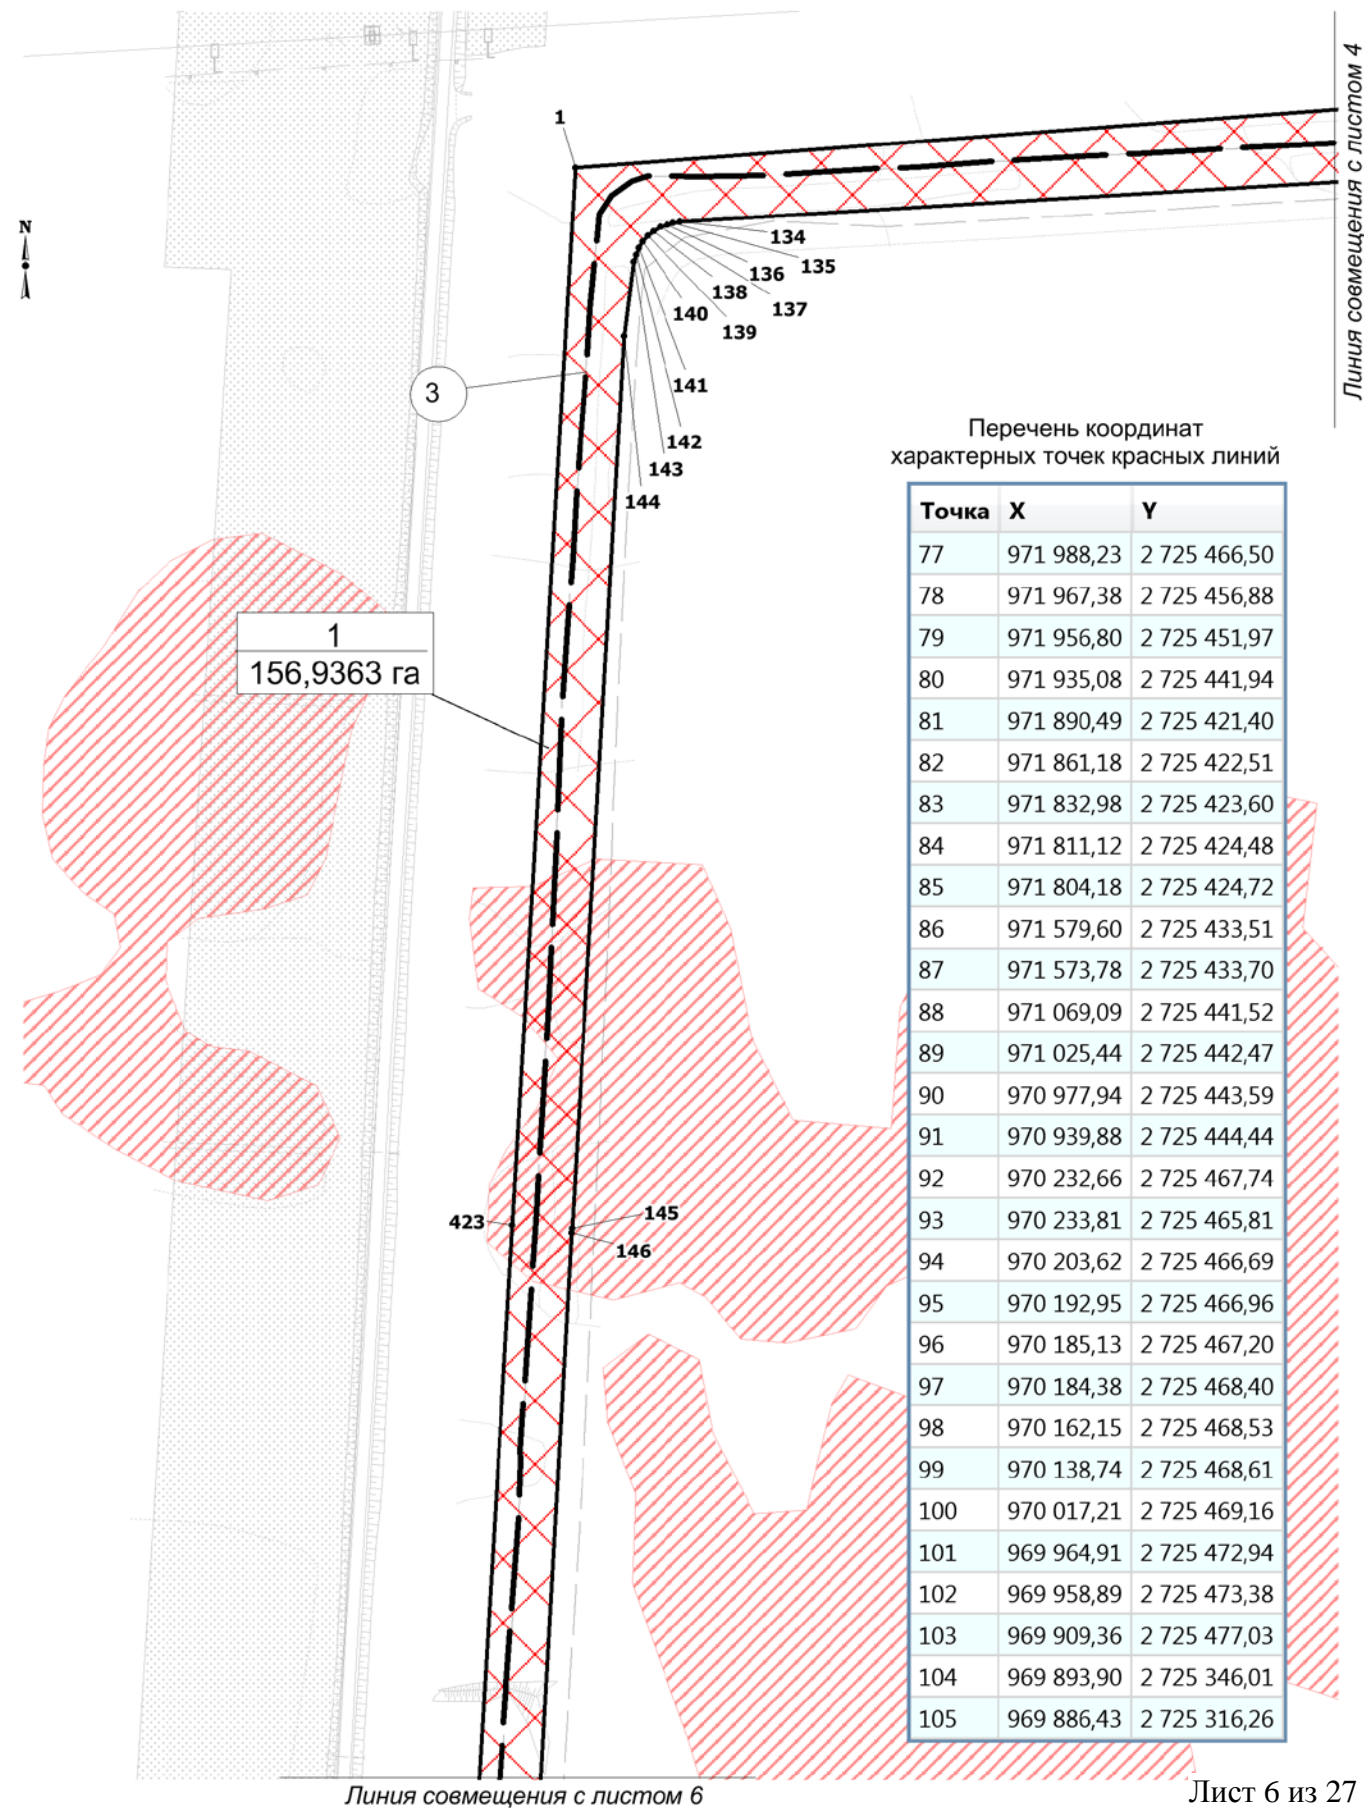 Линия совмещения с листом 4
1
N
134
135
136
137
138
139
140
141
142
143
144
3
1
156,9363 га
423
145
146
Перечень координат
характерных точек красных линий
Точка X Y
77 971 988,23 2 725 466,50
78 971 967,38 2 725 456,88
79 971 956,80 2 725 451,97
80 971 935,08 2 725 441,94
81 971 890,49 2 725 421,40
82 971 861,18 2 725 422,51
83 971 832,98 2 725 423,60
84 971 811,12 2 725 424,48
85 971 804,18 2 725 424,72
86 971 579,60 2 725 433,51
87 971 573,78 2 725 433,70
88 971 069,09 2 725 441,52
89 971 025,44 2 725 442,47
90 970 977,94 2 725 443,59
91 970 939,88 2 725 444,44
92 970 232,66 2 725 467,74
93 970 233,81 2 725 465,81
94 970 203,62 2 725 466,69
95 970 192,95 2 725 466,96
96 970 185,13 2 725 467,20
97 970 184,38 2 725 468,40
98 970 162,15 2 725 468,53
99 970 138,74 2 725 468,61
100 970 017,21 2 725 469,16
101 969 964,91 2 725 472,94
102 969 958,89 2 725 473,38
103 969 909,36 2 725 477,03
104 969 893,90 2 725 346,01
105 969 886,43 2 725 316,26
Линия совмещения с листом 6
Лист 6 из 27